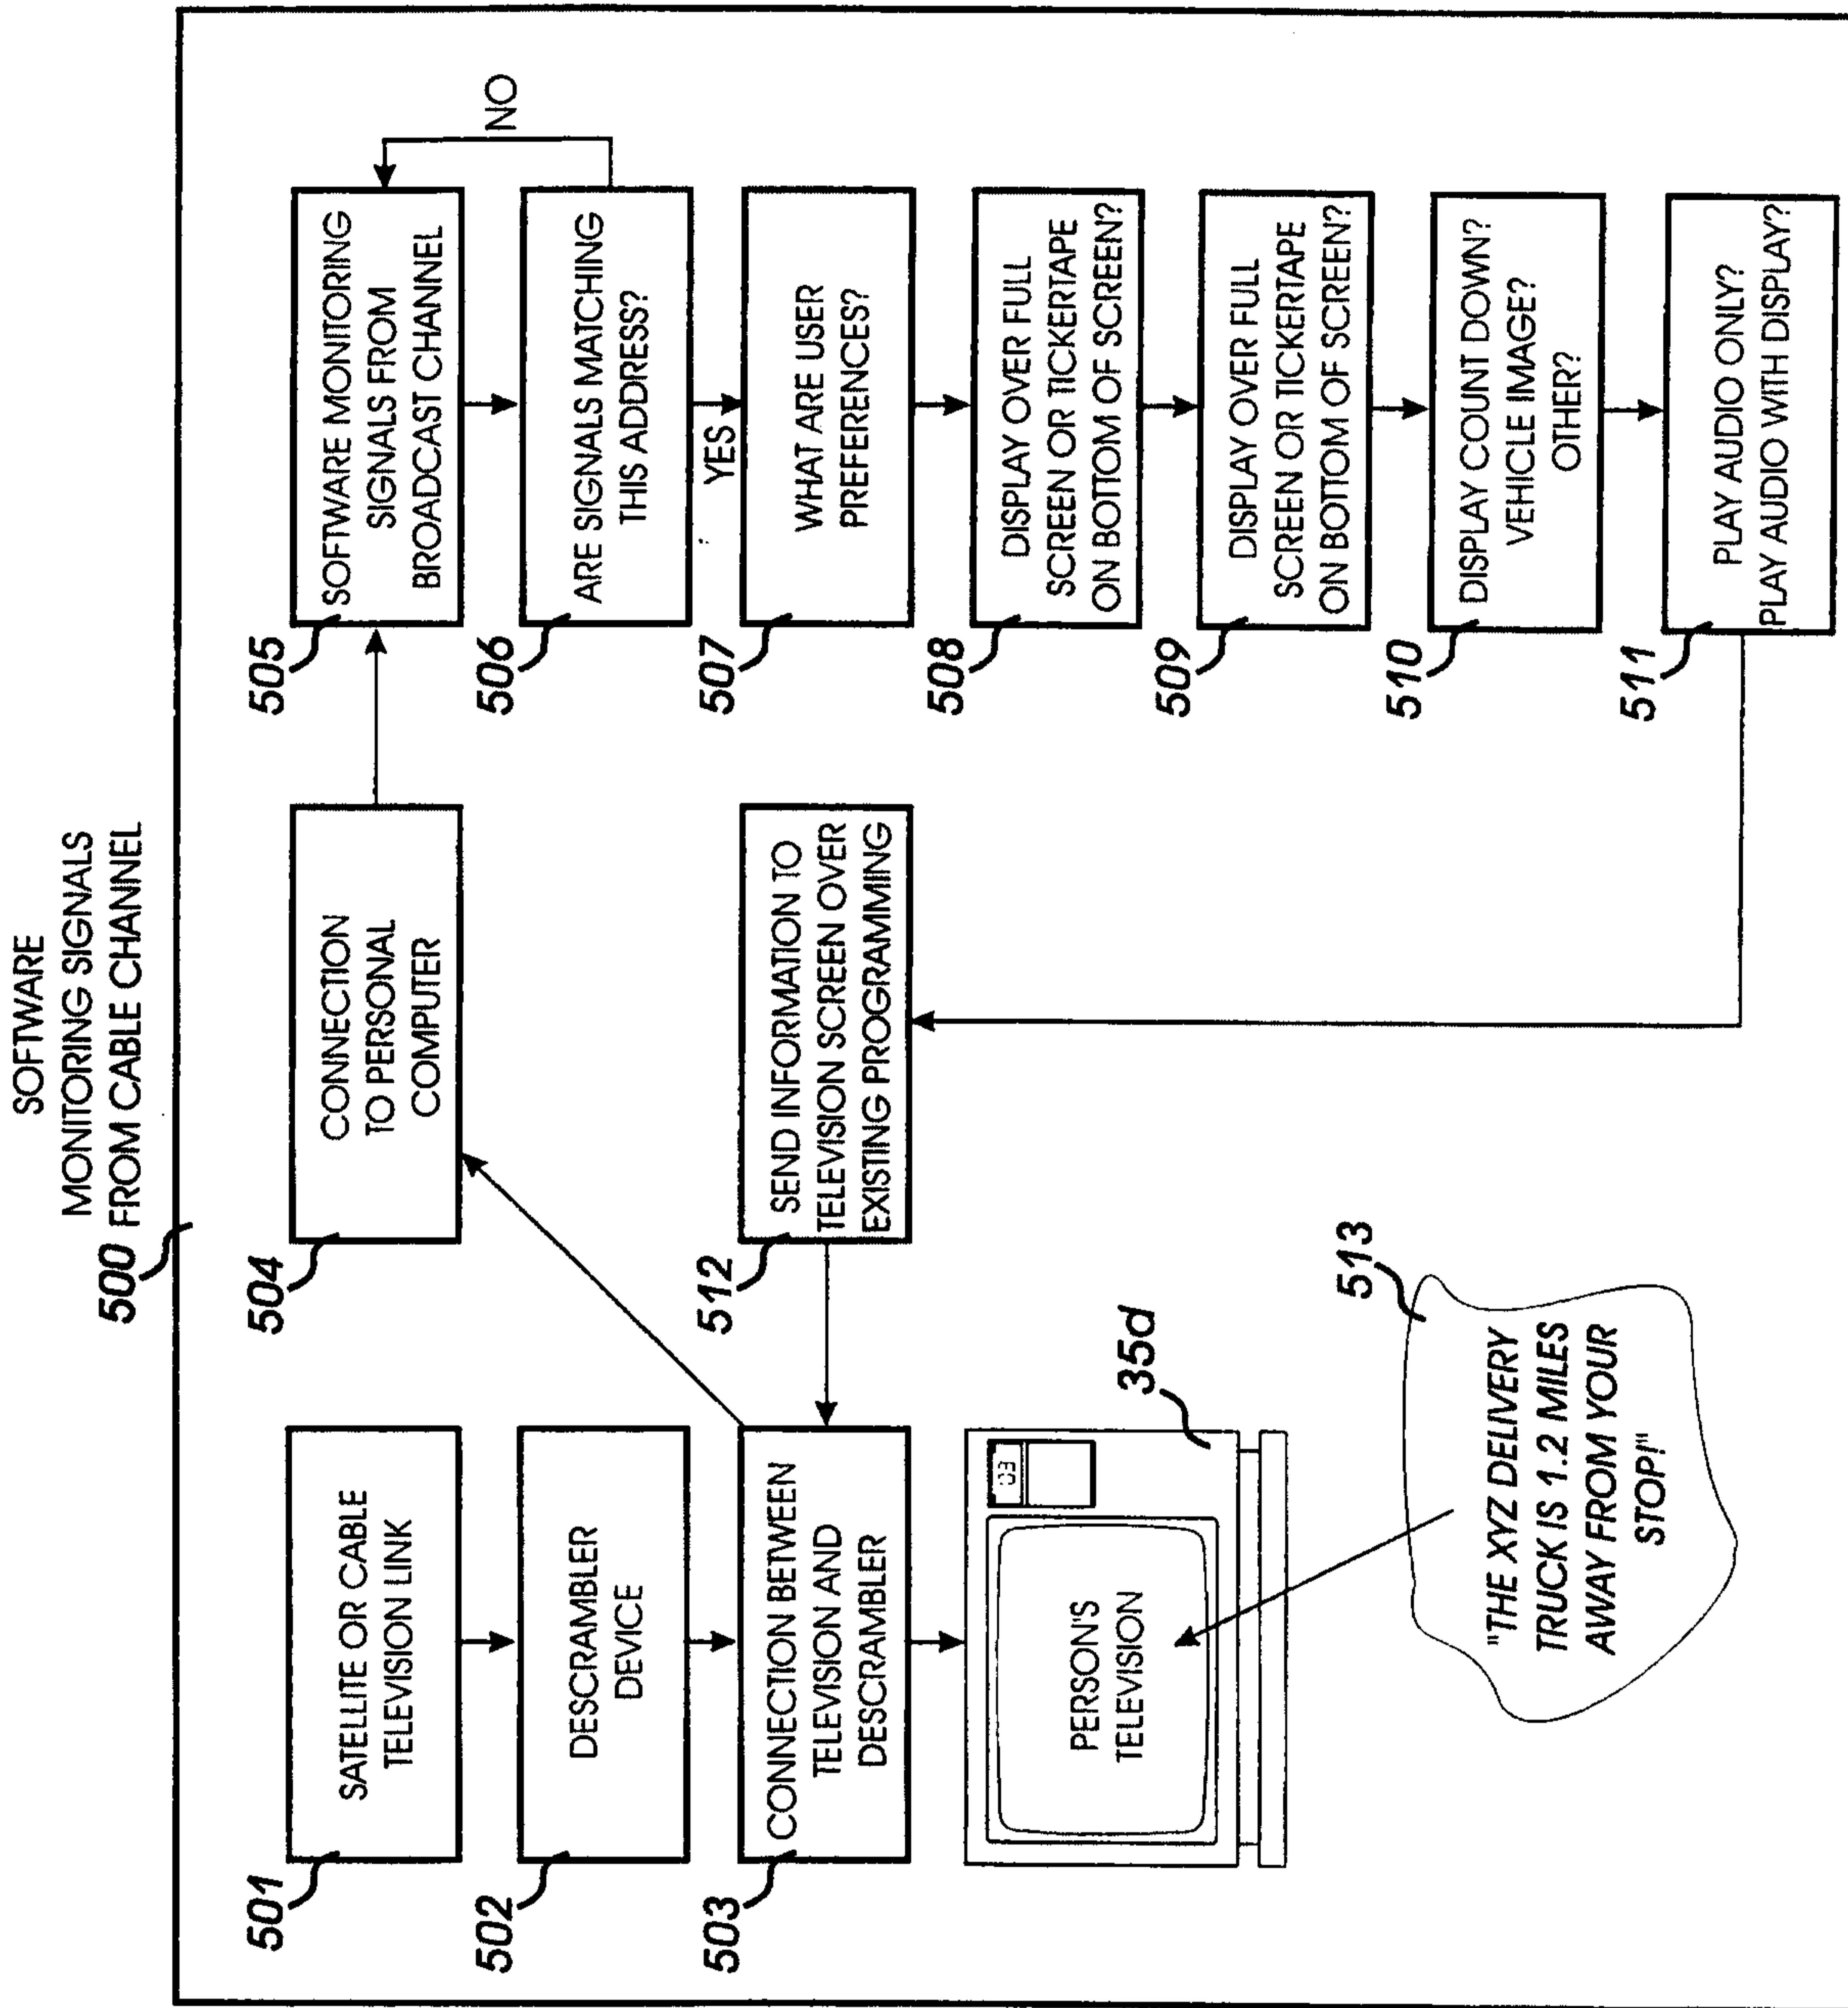 SOFTWARE
MONITORING SIGNALS
500 FROM CABLE CHANNEL
501
SATELLITE OR CABLE
TELEVISION LINK
502
DESCRAMBLER
DEVICE
503
CONNECTION BETWEEN
TELEVISION AND
DESCRAMBLER
35d
03
PERSON'S
TELEVISION
513
"THE XYZ DELIVERY
TRUCK IS 1.2 MILES
AWAY FROM YOUR
STOP!"
504
CONNECTION
TO PERSONAL
COMPUTER
512
SEND INFORMATION TO
TELEVISION SCREEN OVER
EXISTING PROGRAMMING
505
SOFTWARE MONITORING
SIGNALS FROM
BROADCAST CHANNEL
NO
506
ARE SIGNALS MATCHING
THIS ADDRESS?
YES
507
WHAT ARE USER
PREFERENCES?
508
DISPLAY OVER FULL
SCREEN OR TICKERTAPE
ON BOTTOM OF SCREEN?
509
DISPLAY OVER FULL
SCREEN OR TICKERTAPE
ON BOTTOM OF SCREEN?
510
DISPLAY COUNT DOWN?
VEHICLE IMAGE?
OTHER?
511
PLAY AUDIO ONLY?
PLAY AUDIO WITH DISPLAY?